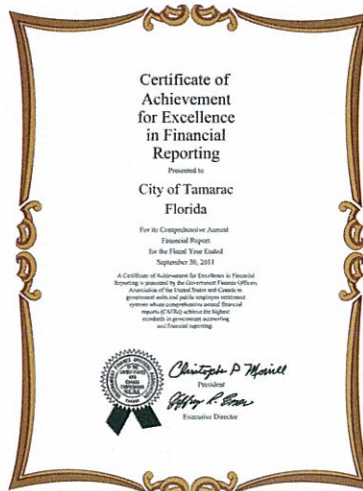 Certificate of
Achievement
for Excellence
in Financial
Reporting
Presented to
City of Tamarac
Florida
For its Comprehensive Annual
Financial Report
for the Fiscal Year Ended
September 30, 2011
A Certificate of Achievement for Excellence in Financial
Reporting is presented by the Government Finance Officers
Association of the United States and Canada to
government units and public employee retirement
systems whose comprehensive annual financial
reports (CAFRs) achieve the highest
standards in government accounting
and financial reporting.
Christopher P Morrill
President
Jeffrey R. Enser
Executive Director